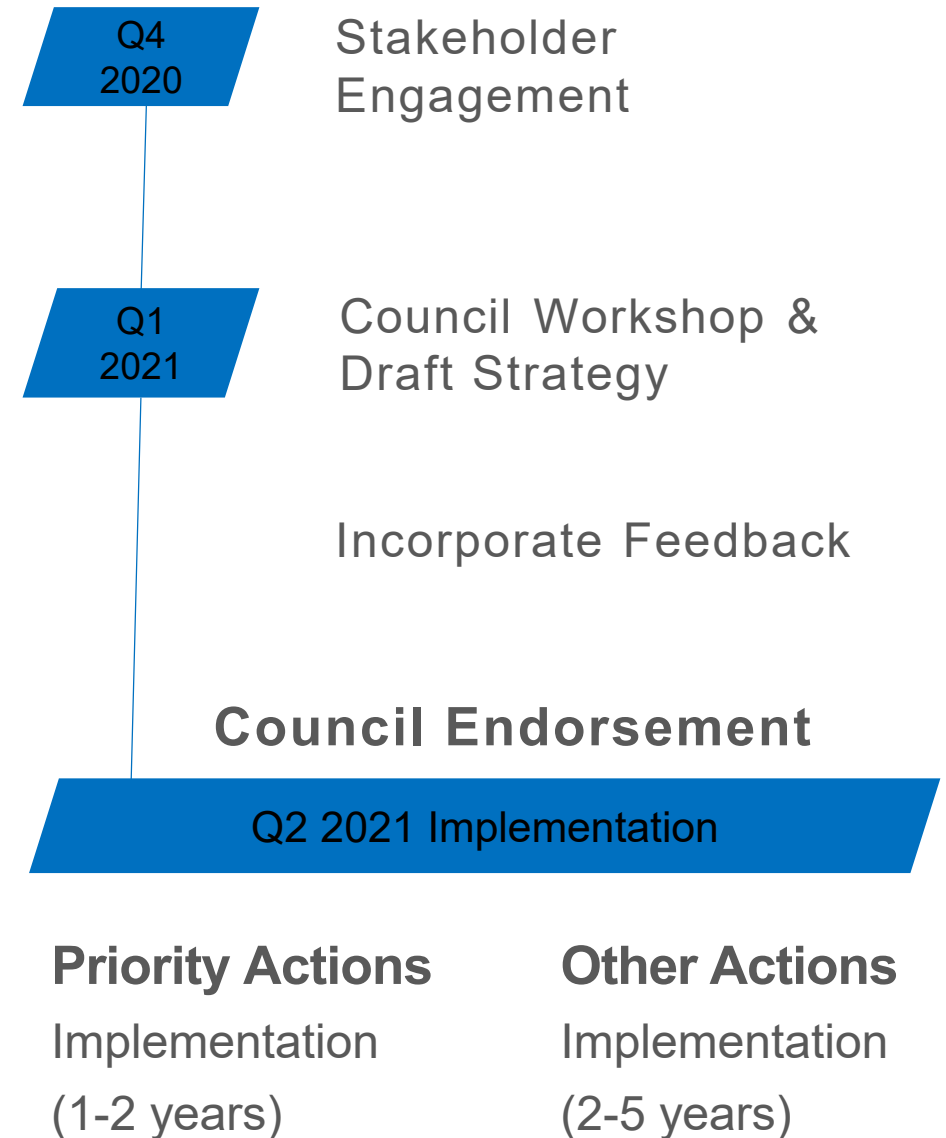 Q4
2020
Stakeholder
Engagement
Q1
2021
Council Workshop &
Draft Strategy
Incorporate Feedback
Council Endorsement
Q2 2021 Implementation
Priority Actions
Implementation
(1-2 years)
Other Actions
Implementation
(2-5 years)